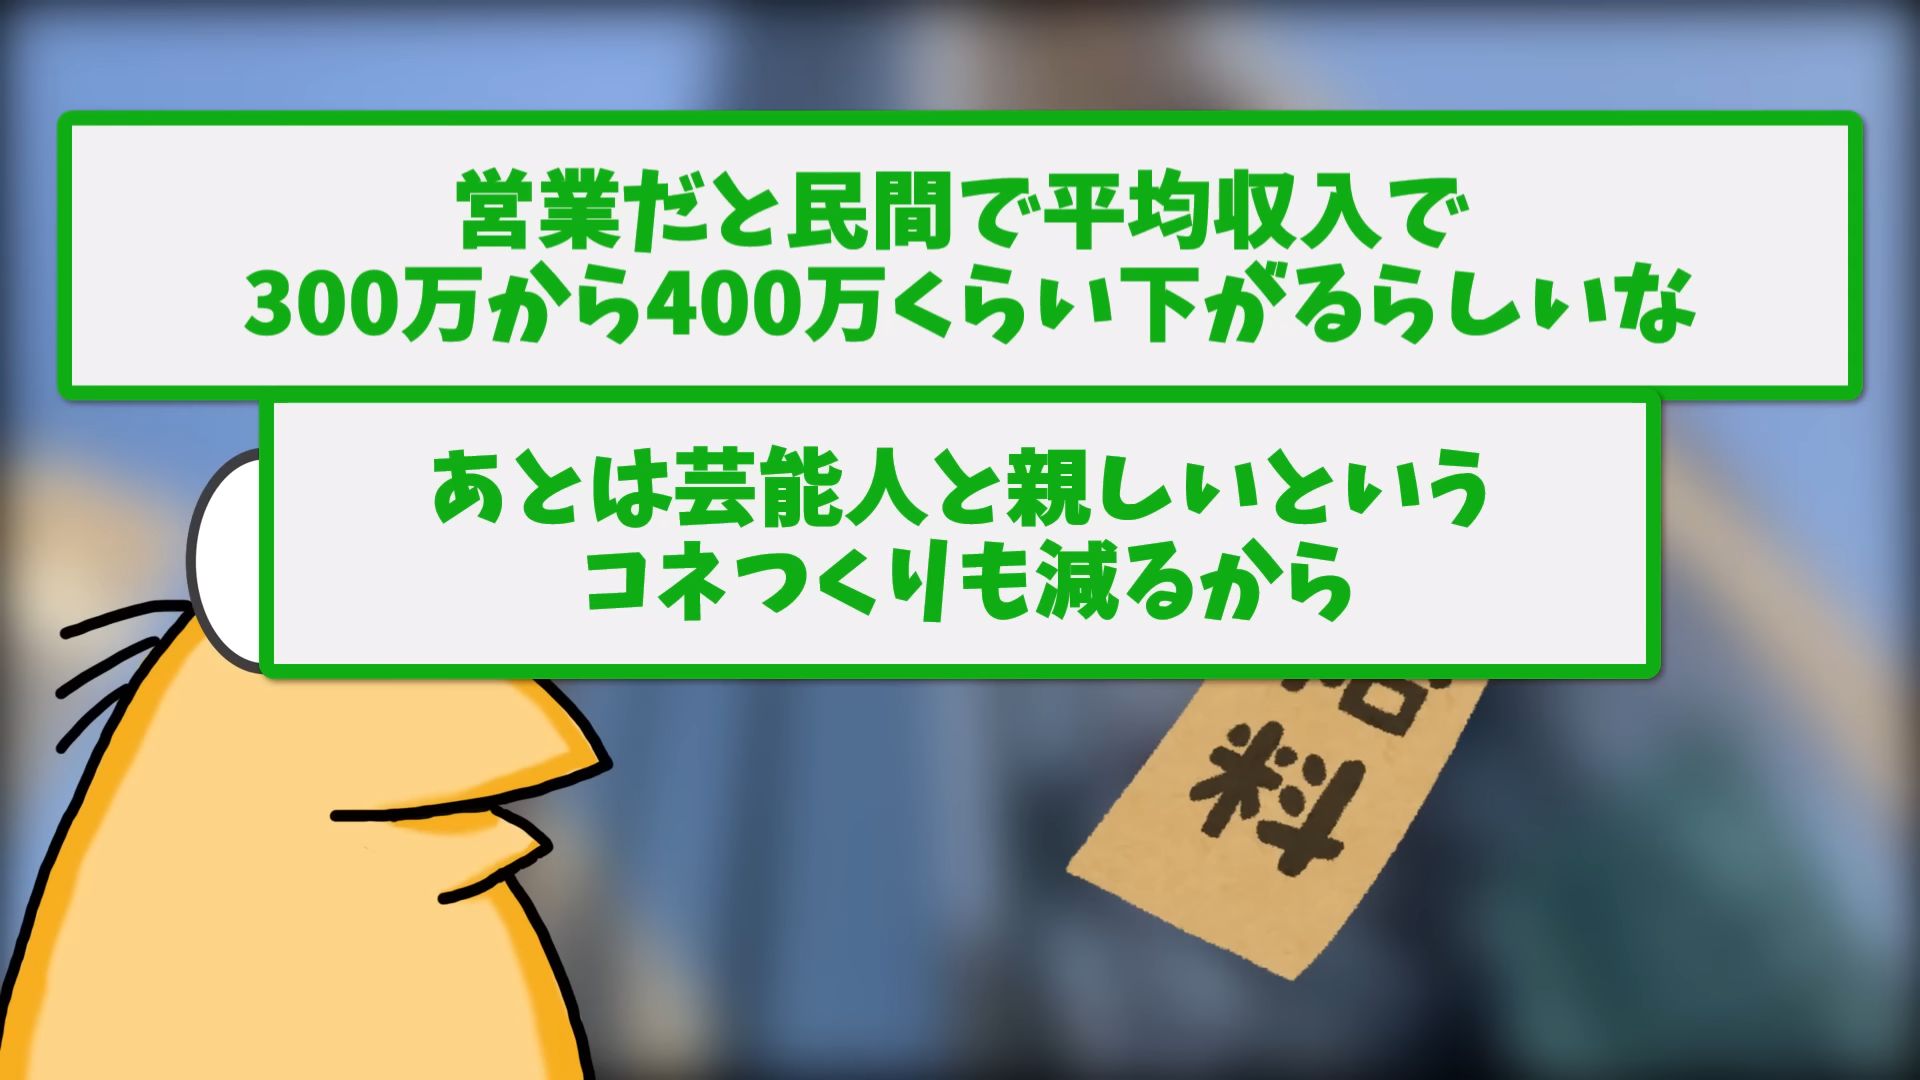 営業だと民間で平均収入で
300万から400万くらい下がるらしいな
あとは芸能人と親しいという
コネつくりも減るから
料